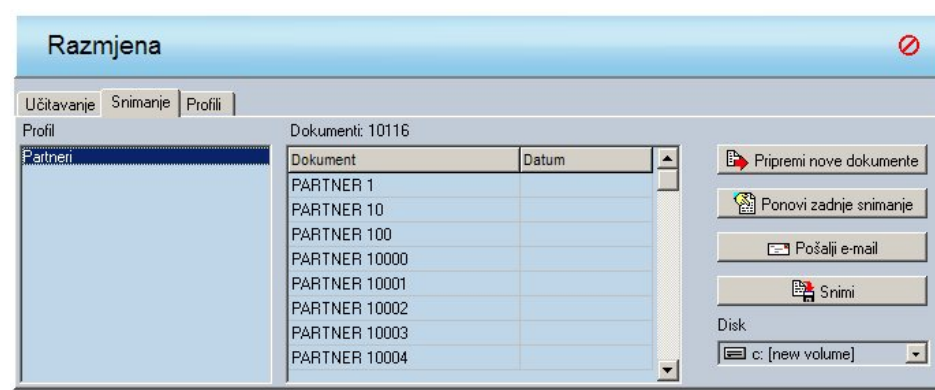 Razmjena
Učitavanje Snimanje Profili
Profil
Partneri
Dokumenti: 10116
Dokument Datum
PARTNER 1
PARTNER 10
PARTNER 100
PARTNER 10000
PARTNER 10001
PARTNER 10002
PARTNER 10003
PARTNER 10004
Pripremi nove dokumente
Ponovi zadnje snimanje
Pošalji e-mail
Snimi
Disk
c: [new volume]